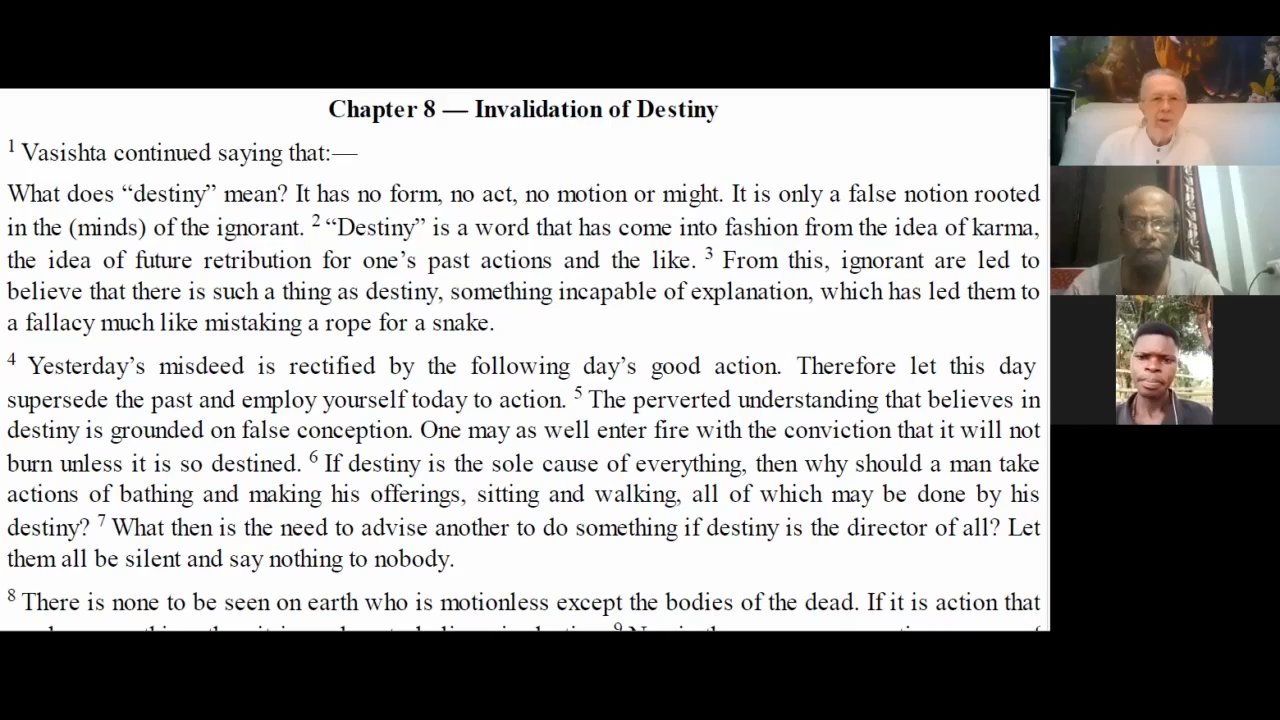 Chapter 8 — Invalidation of Destiny
1 Vasishta continued saying that:—
What does “destiny” mean? It has no form, no act, no motion or might. It is only a false notion rooted
in the (minds) of the ignorant. 2 “Destiny” is a word that has come into fashion from the idea of karma,
the idea of future retribution for one’s past actions and the like. 3 From this, ignorant are led to
believe that there is such a thing as destiny, something incapable of explanation, which has led them to
a fallacy much like mistaking a rope for a snake.
4 Yesterday’s misdeed is rectified by the following day’s good action. Therefore let this day
supersede the past and employ yourself today to action. 5 The perverted understanding that believes in
destiny is grounded on false conception. One may as well enter fire with the conviction that it will not
burn unless it is so destined. 6 If destiny is the sole cause of everything, then why should a man take
actions of bathing and making his offerings, sitting and walking, all of which may be done by his
destiny? 7 What then is the need to advise another to do something if destiny is the director of all? Let
them all be silent and say nothing to nobody.
8 There is none to be seen on earth who is motionless except the bodies of the dead. If it is action that